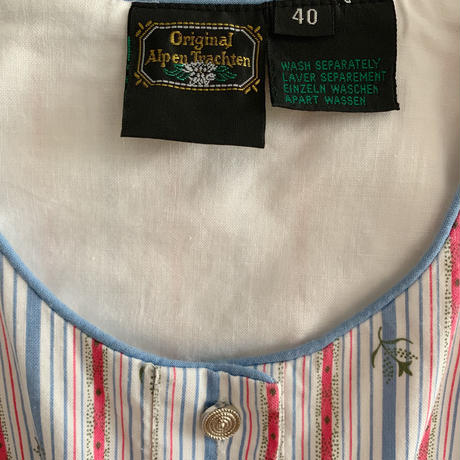 Original
Alpen Trachten
40
WASH SEPARATELY
LAVER SEPAREMENT
EINZELN WASCHEN
APART WASSEN